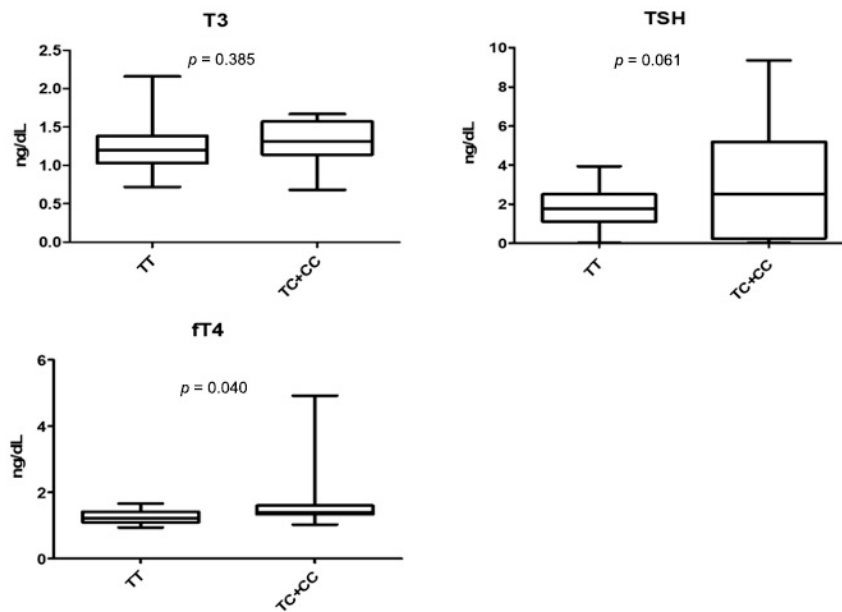 T3
p = 0.385
2.5
2.0
1.5
1.0
0.5
0.0
ng/dL
TT
TC+CC
TSH
p = 0.061
10
8
6
4
2
0
ng/dL
TT
TC+CC
fT4
p = 0.040
6
4
2
0
ng/dL
TT
TC+CC